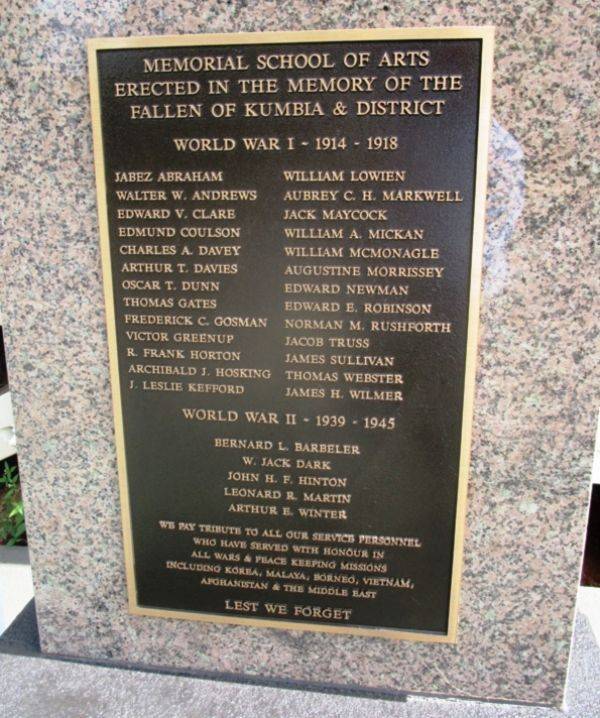 MEMORIAL SCHOOL OF ARTS
ERECTED IN THE MEMORY OF THE
FALLEN OF KUMBIA & DISTRICT
WORLD WAR I - 1914 - 1918
JABEZ ABRAHAM
WALTER W. ANDREWS
EDWARD V. CLARE
EDMUND COULSON
CHARLES A. DAVEY
ARTHUR T. DAVIES
OSCAR T. DUNN
THOMAS GATES
FREDERICK C. GOSMAN
VICTOR GREENUP
R. FRANK HORTON
ARCHIBALD J. HOSKING
J. LESLIE KEFFORD
WILLIAM LOWIEN
AUBREY C. H. MARKWELL
JACK MAYCOCK
WILLIAM A. MICKAN
WILLIAM MCMONAGLE
AUGUSTINE MORRISSEY
EDWARD NEWMAN
EDWARD E. ROBINSON
NORMAN M. RUSHFORTH
JACOB TRUSS
JAMES SULLIVAN
THOMAS WEBSTER
JAMES H. WILMER
WORLD WAR II - 1939 - 1945
BERNARD L. BARBELER
W. JACK DARK
JOHN H. F. HINTON
LEONARD R. MARTIN
ARTHUR E. WINTER
WE PAY TRIBUTE TO ALL OUR SERVICE PERSONNEL
WHO HAVE SERVED WITH HONOUR IN
ALL WARS & PEACE KEEPING MISSIONS
INCLUDING KOREA, MALAYA, BORNEO, VIETNAM,
AFGHANISTAN & THE MIDDLE EAST
LEST WE FORGET